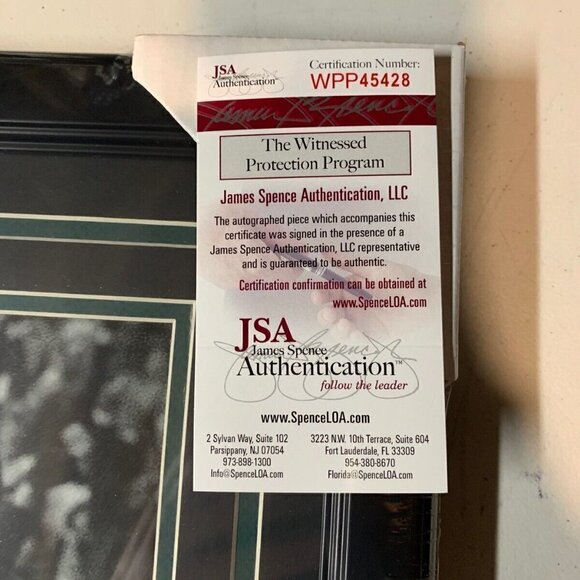 JSA
James Spence
Authentication™
Certification Number:
WPP45428
The Witnessed
Protection Program
James Spence Authentication, LLC
The autographed piece which accompanies this
certificate was signed in the presence of a
James Spence Authentication, LLC representative
and is guaranteed to be authentic.
Certification confirmation can be obtained at
www.SpenceLOA.com
JSA
James Spence
Authentication™
follow the leader
www.SpenceLOA.com
2 Sylvan Way, Suite 102
Parsippany, NJ 07054
973-898-1300
Info@SpenceLOA.com
3223 N.W. 10th Terrace, Suite 604
Fort Lauderdale, FL 33309
954-380-8670
Florida@SpenceLOA.com